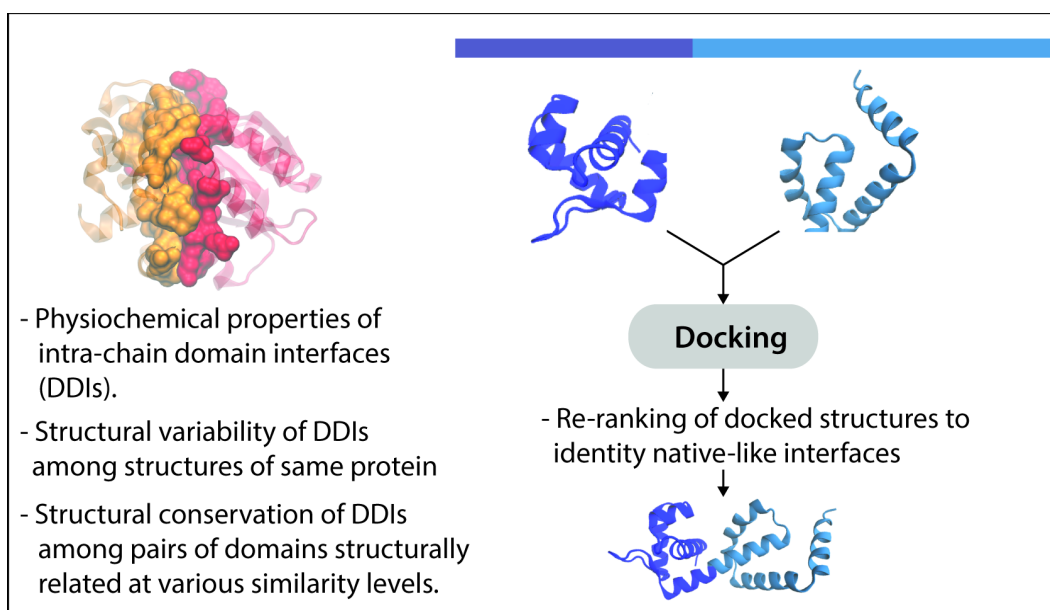 - Physiochemical properties of
intra-chain domain interfaces
(DDIs).
- Structural variability of DDIs
among structures of same protein
- Structural conservation of DDIs
among pairs of domains structurally
related at various similarity levels.
Docking
- Re-ranking of docked structures to
identity native-like interfaces